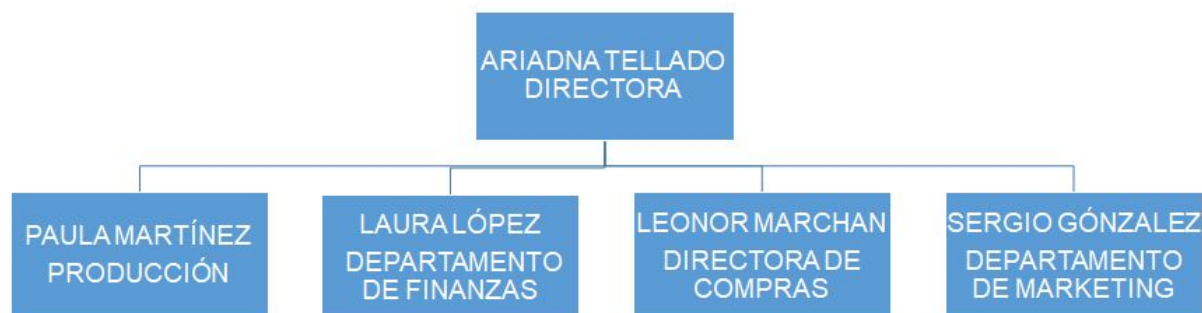 ARIADNA TELLADO
DIRECTORA
PAULA MARTÍNEZ
PRODUCCIÓN
LAURA LÓPEZ
DEPARTAMENTO
DE FINANZAS
LEONOR MARCHAN
DIRECTORA DE
COMPRAS
SERGIO GÓNZALEZ
DEPARTAMENTO
DE MARKETING